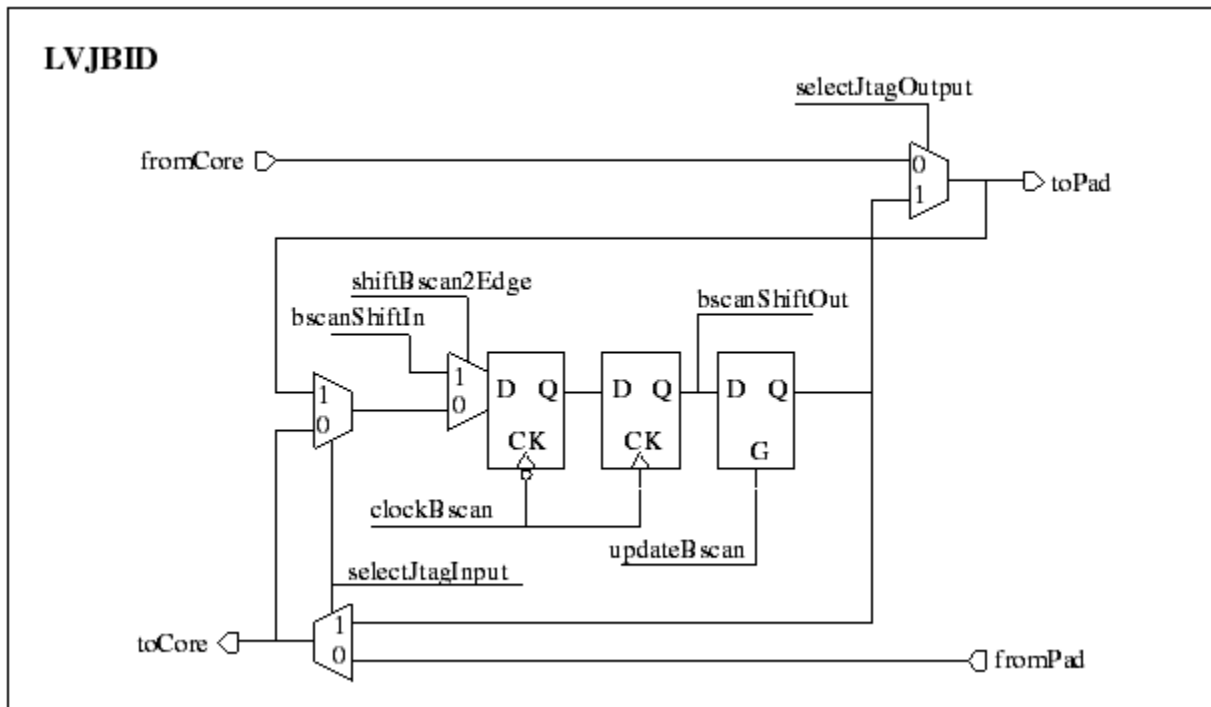 LVJBID
selectJtagOutput
fromCore
0
toPad
1
shiftBscan2Edge
bscanShiftOut
bscanShiftIn
1
D Q D Q D Q
1
0
0
CK CK G
clockBscan
updateBscan
selectJtagInput
1
toCore
0
fromPad